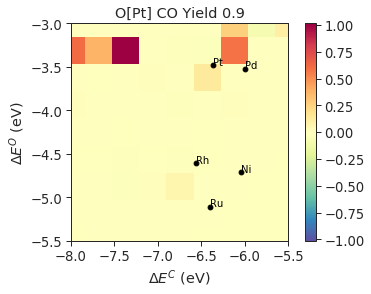 O[Pt] CO Yield 0.9
−3.0
−3.5
−4.0
−4.5
−5.0
−5.5
ΔE^O (eV)
Pt
Pd
Rh
Ni
Ru
−8.0 −7.5 −7.0 −6.5 −6.0 −5.5
ΔE^C (eV)
1.00
0.75
0.50
0.25
0.00
−0.25
−0.50
−0.75
−1.00